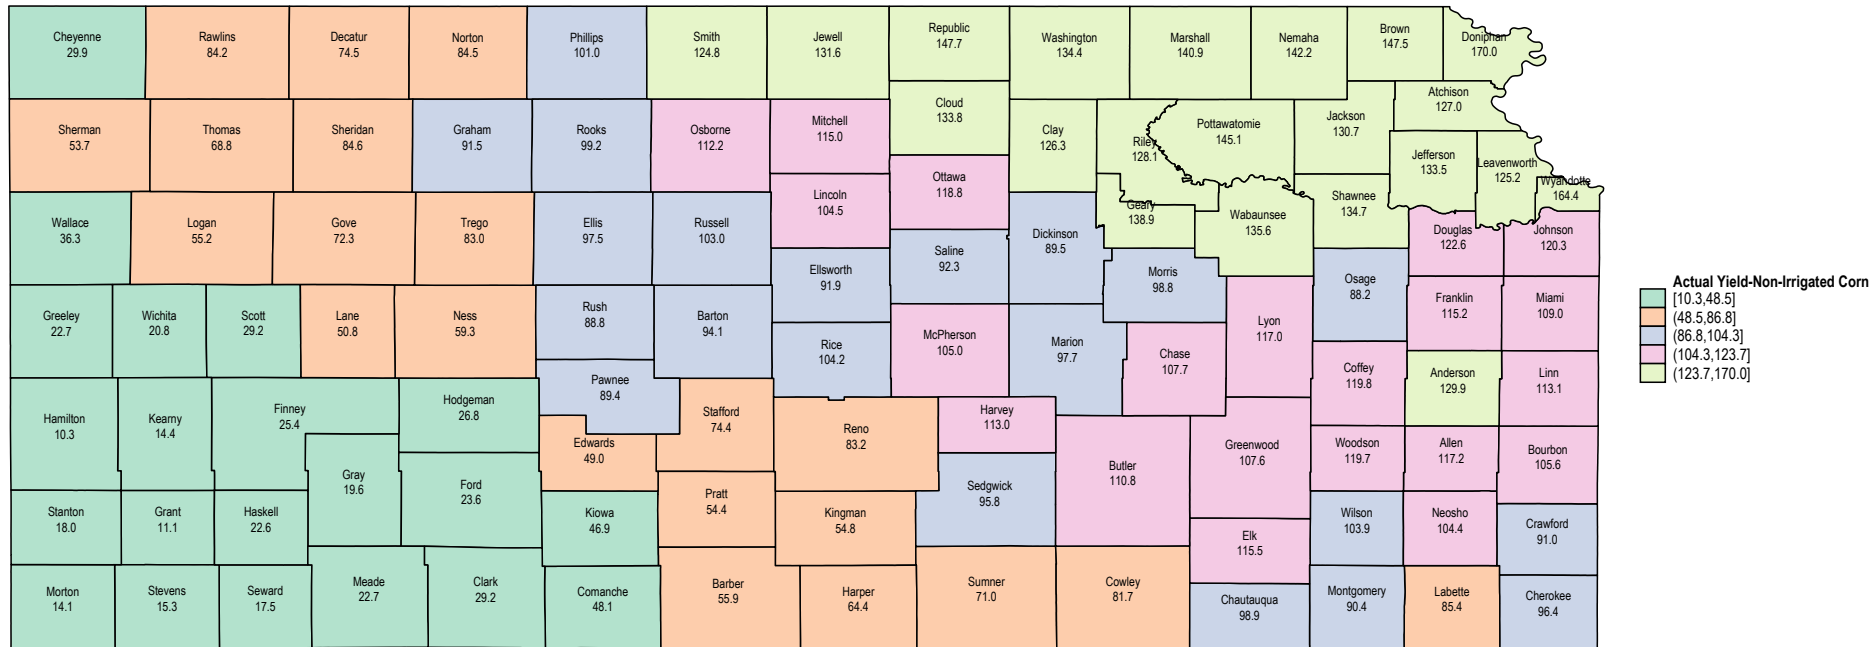 Cheyenne
29.9
Rawlins
84.2
Decatur
74.5
Norton
84.5
Phillips
101.0
Smith
124.8
Jewell
131.6
Republic
147.7
Washington
134.4
Marshall
140.9
Nemaha
142.2
Brown
147.5
Doniphan
170.0
Sherman
53.7
Thomas
68.8
Sheridan
84.6
Graham
91.5
Rooks
99.2
Osborne
112.2
Mitchell
115.0
Cloud
133.8
Clay
126.3
Riley
128.1
Pottawatomie
145.1
Jackson
130.7
Atchison
127.0
Jefferson
133.5
Leavenworth
125.2
Wyandotte
164.4
Wallace
36.3
Logan
55.2
Gove
72.3
Trego
83.0
Ellis
97.5
Russell
103.0
Lincoln
104.5
Ottawa
118.8
Saline
92.3
Dickinson
89.5
Geary
138.9
Wabaunsee
135.6
Shawnee
134.7
Douglas
122.6
Johnson
120.3
Ellsworth
91.9
Morris
98.8
Osage
88.2
Franklin
115.2
Miami
109.0
Greeley
22.7
Wichita
20.8
Scott
29.2
Lane
50.8
Ness
59.3
Rush
88.8
Barton
94.1
Rice
104.2
McPherson
105.0
Marion
97.7
Chase
107.7
Lyon
117.0
Coffey
119.8
Anderson
129.9
Linn
113.1
Hamilton
10.3
Kearny
14.4
Finney
25.4
Hodgeman
26.8
Pawnee
89.4
Stafford
74.4
Reno
83.2
Harvey
113.0
Butler
110.8
Greenwood
107.6
Woodson
119.7
Allen
117.2
Bourbon
105.6
Gray
19.6
Ford
23.6
Edwards
49.0
Pratt
54.4
Kingman
54.8
Sedgwick
95.8
Stanton
18.0
Grant
11.1
Haskell
22.6
Kiowa
46.9
Elk
115.5
Wilson
103.9
Neosho
104.4
Crawford
91.0
Morton
14.1
Stevens
15.3
Seward
17.5
Meade
22.7
Clark
29.2
Comanche
48.1
Barber
55.9
Harper
64.4
Sumner
71.0
Cowley
81.7
Chautauqua
98.9
Montgomery
90.4
Labette
85.4
Cherokee
96.4
Actual Yield-Non-Irrigated Corn
[10.3,48.5]
(48.5,86.8]
(86.8,104.3]
(104.3,123.7]
(123.7,170.0]